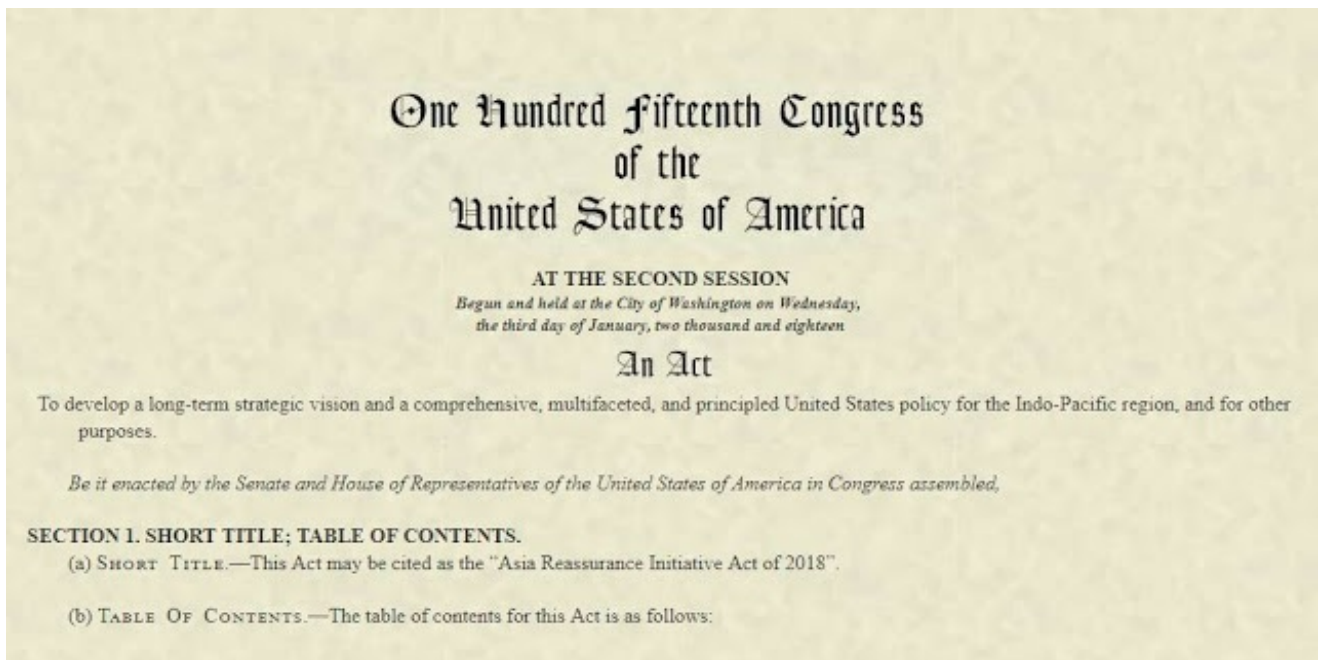 One Hundred Fifteenth Congress
of the
United States of America
AT THE SECOND SESSION
Begun and held at the City of Washington on Wednesday,
the third day of January, two thousand and eighteen
An Act
To develop a long-term strategic vision and a comprehensive, multifaceted, and principled United States policy for the Indo-Pacific region, and for other
purposes.
Be it enacted by the Senate and House of Representatives of the United States of America in Congress assembled,
SECTION 1. SHORT TITLE; TABLE OF CONTENTS.
(a) SHORT TITLE.—This Act may be cited as the “Asia Reassurance Initiative Act of 2018”.
(b) TABLE OF CONTENTS.—The table of contents for this Act is as follows: